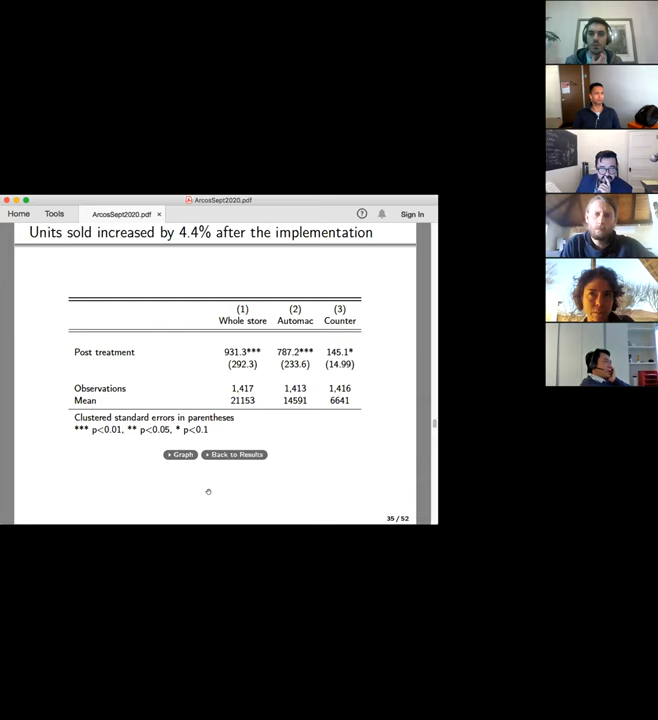 ArcosSept2020.pdf
Home Tools ArcosSept2020.pdf × Sign In
Units sold increased by 4.4% after the implementation
(1) (2) (3)
Whole store Automac Counter
Post treatment 931.3*** 787.2*** 145.1*
(292.3) (233.6) (14.99)
Observations 1,417 1,413 1,416
Mean 21153 14591 6641
Clustered standard errors in parentheses
*** p<0.01, ** p<0.05, * p<0.1
Graph Back to Results
35 / 52